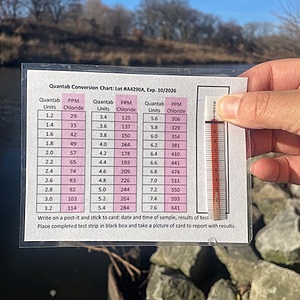 Quantab Conversion Chart: Lot #A4290A, Exp. 10/2026
Quantab Units PPM Chloride Quantab Units PPM Chloride Quantab Units PPM Chloride
1.2 29 3.4 125 5.6 306
1.4 35 3.6 137 5.8 329
1.6 42 3.8 150 6.0 354
1.8 49 4.0 164 6.2 381
2.0 57 4.2 178 6.4 410
2.2 65 4.4 193 6.6 441
2.4 74 4.6 209 6.8 474
2.6 83 4.8 226 7.0 511
2.8 92 5.0 244 7.2 550
3.0 103 5.2 264 7.4 593
3.2 114 5.4 284 7.6 641
Write on a post-it and stick to card: date and time of sample, results of test
Place completed test strip in black box and take a picture of card to report with results.